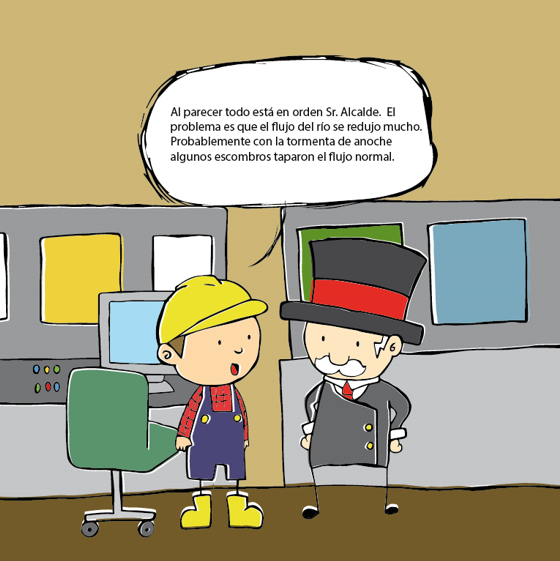 Al parecer todo está en orden Sr. Alcalde.  El
problema es que el flujo del río se redujo mucho.
Probablemente con la tormenta de anoche
algunos escombros taparon el flujo normal.